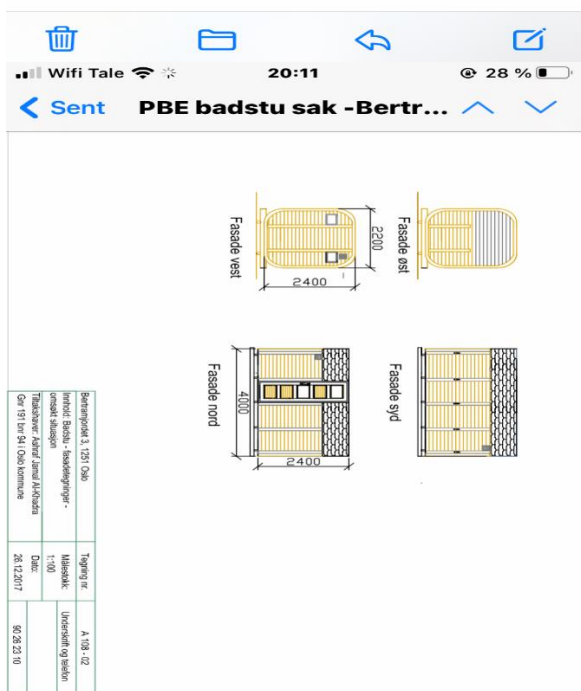 Wifi Tale
20:11
28 %
Sent
PBE badstu sak -Bertr...
Fasade vest
2200
2400
Fasade øst
Fasade nord
4000
2400
Fasade syd
Bertramjordet 3, 1251 Oslo
Innhold: Badstu - fasadetegninger -
omsøkt situasjon
Tiltakshaver: Ashraf Jamal Al-Khadra
Gnr 191 bnr 94 i Oslo kommune
Tegning nr.
A 108 - 02
Målestokk:
1:100
Underskrift og telefon
Dato:
26.12.2017
90 26 23 10